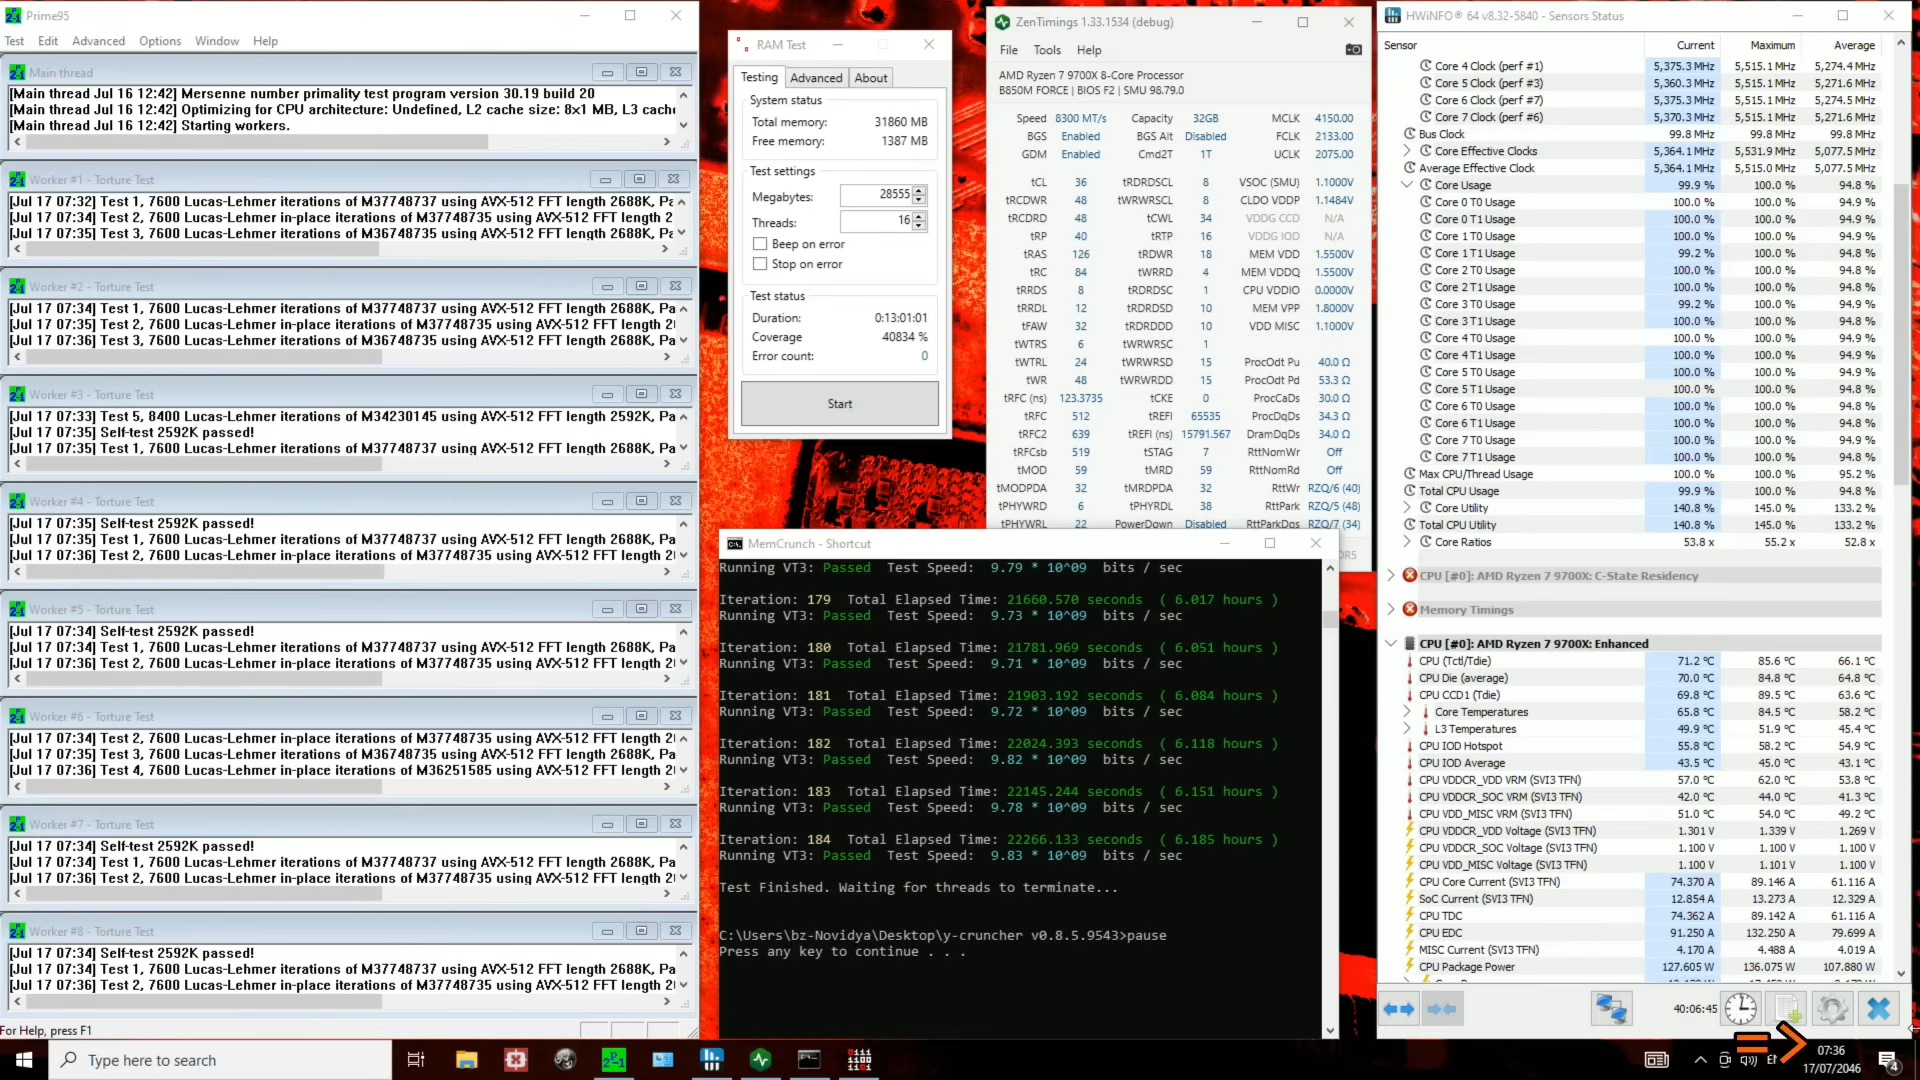 Prime95
Test Edit Advanced Options Window Help
Main thread
[Main thread Jul 16 12:42] Mersenne number primality test program version 30.19 build 20
[Main thread Jul 16 12:42] Optimizing for CPU architecture: Undefined, L2 cache size: 8x1 MB, L3 cache
[Main thread Jul 16 12:42] Starting workers.
Worker #1 - Torture Test
[Jul 17 07:32] Test 1, 7600 Lucas-Lehmer iterations of M37748737 using AVX-512 FFT length 2688K, Pa
[Jul 17 07:34] Test 2, 7600 Lucas-Lehmer in-place iterations of M37748735 using AVX-512 FFT length 2
[Jul 17 07:35] Test 3, 7600 Lucas-Lehmer iterations of M36748735 using AVX-512 FFT length 2688K, Pa
Worker #2 - Torture Test
[Jul 17 07:34] Test 1, 7600 Lucas-Lehmer iterations of M37748737 using AVX-512 FFT length 2688K, Pa
[Jul 17 07:35] Test 2, 7600 Lucas-Lehmer in-place iterations of M37748735 using AVX-512 FFT length 2
[Jul 17 07:36] Test 3, 7600 Lucas-Lehmer iterations of M36748735 using AVX-512 FFT length 2688K, Pa
Worker #3 - Torture Test
[Jul 17 07:33] Test 5, 8400 Lucas-Lehmer iterations of M34230145 using AVX-512 FFT length 2592K, Pa
[Jul 17 07:35] Self-test 2592K passed!
[Jul 17 07:35] Test 1, 7600 Lucas-Lehmer iterations of M37748737 using AVX-512 FFT length 2688K, Pa
Worker #4 - Torture Test
[Jul 17 07:35] Self-test 2592K passed!
[Jul 17 07:35] Test 1, 7600 Lucas-Lehmer iterations of M37748737 using AVX-512 FFT length 2688K, Pa
[Jul 17 07:36] Test 2, 7600 Lucas-Lehmer in-place iterations of M37748735 using AVX-512 FFT length 2
Worker #5 - Torture Test
[Jul 17 07:34] Self-test 2592K passed!
[Jul 17 07:34] Test 1, 7600 Lucas-Lehmer iterations of M37748737 using AVX-512 FFT length 2688K, Pa
[Jul 17 07:36] Test 2, 7600 Lucas-Lehmer in-place iterations of M37748735 using AVX-512 FFT length 2
Worker #6 - Torture Test
[Jul 17 07:34] Test 2, 7600 Lucas-Lehmer in-place iterations of M37748735 using AVX-512 FFT length 2
[Jul 17 07:35] Test 3, 7600 Lucas-Lehmer iterations of M36748735 using AVX-512 FFT length 2688K, Pa
[Jul 17 07:36] Test 4, 7600 Lucas-Lehmer in-place iterations of M36251585 using AVX-512 FFT length 2
Worker #7 - Torture Test
[Jul 17 07:34] Self-test 2592K passed!
[Jul 17 07:34] Test 1, 7600 Lucas-Lehmer iterations of M37748737 using AVX-512 FFT length 2688K, Pa
[Jul 17 07:36] Test 2, 7600 Lucas-Lehmer in-place iterations of M37748735 using AVX-512 FFT length 2
Worker #8 - Torture Test
[Jul 17 07:34] Self-test 2592K passed!
[Jul 17 07:34] Test 1, 7600 Lucas-Lehmer iterations of M37748737 using AVX-512 FFT length 2688K, Pa
[Jul 17 07:36] Test 2, 7600 Lucas-Lehmer in-place iterations of M37748735 using AVX-512 FFT length 2
For Help, press F1
RAM Test
Testing Advanced About
System status
Total memory: 31860 MB
Free memory: 1387 MB
Test settings
Megabytes: 28555
Threads: 16
Beep on error
Stop on error
Test status
Duration: 0:13:01:01
Coverage 40834 %
Error count: 0
Start
ZenTimings 1.33.1534 (debug)
File Tools Help
AMD Ryzen 7 9700X 8-Core Processor
B850M FORCE | BIOS F2 | SMU 98.79.0
Speed 8300 MT/s Capacity 32GB MCLK 4150.00
BGS Enabled BGS Alt Disabled FCLK 2133.00
GDM Enabled Cmd2T 1T UCLK 2075.00
tCL 36 tRDRDSCL 8 VSOC (SMU) 1.1000V
tRCDWR 48 tWRWRSCL 8 CLDO VDDP 1.1484V
tRCDRD 48 tCWL 34 VDDG CCD N/A
tRP 40 tRTP 16 VDDG IOD N/A
tRAS 126 tRDWR 18 MEM VDD 1.5500V
tRC 84 tWRRD 4 MEM VDDQ 1.5500V
tRRDS 8 tRDRDSC 1 CPU VDDIO 0.0000V
tRRDL 12 tRDRDSD 10 MEM VPP 1.8000V
tFAW 32 tRDRDDD 10 VDD MISC 1.1000V
tWTRS 6 tWRWRSC 1
tWTRL 24 tWRWRSD 15 ProcOdt Pu 40.0 Ω
tWR 48 tWRWRDD 15 ProcOdt Pd 53.3 Ω
tRFC (ns) 123.3735 tCKE 0 ProcCaDs 30.0 Ω
tRFC 512 tREFI 65535 ProcDqDs 34.3 Ω
tRFC2 639 tREFI (ns) 15791.567 DramDqDs 34.0 Ω
tRFCsb 519 tSTAG 7 RttNomWr Off
tMOD 59 tMRD 59 RttNomRd Off
tMODPDA 32 tMRDPDA 32 RttWr RZQ/6 (40)
tPHYWRD 6 tPHYRDL 38 RttPark RZQ/5 (48)
tPHYWRL 22 PowerDown Disabled RttParkDqs RZQ/7 (34)
DR5
MemCrunch - Shortcut
Running VT3: Passed Test Speed: 9.79 * 10^09 bits / sec
Iteration: 179 Total Elapsed Time: 21660.570 seconds ( 6.017 hours )
Running VT3: Passed Test Speed: 9.73 * 10^09 bits / sec
Iteration: 180 Total Elapsed Time: 21781.969 seconds ( 6.051 hours )
Running VT3: Passed Test Speed: 9.71 * 10^09 bits / sec
Iteration: 181 Total Elapsed Time: 21903.192 seconds ( 6.084 hours )
Running VT3: Passed Test Speed: 9.72 * 10^09 bits / sec
Iteration: 182 Total Elapsed Time: 22024.393 seconds ( 6.118 hours )
Running VT3: Passed Test Speed: 9.82 * 10^09 bits / sec
Iteration: 183 Total Elapsed Time: 22145.244 seconds ( 6.151 hours )
Running VT3: Passed Test Speed: 9.78 * 10^09 bits / sec
Iteration: 184 Total Elapsed Time: 22266.133 seconds ( 6.185 hours )
Running VT3: Passed Test Speed: 9.83 * 10^09 bits / sec
Test Finished. Waiting for threads to terminate...
C:\Users\bz-Novidya\Desktop\y-cruncher v0.8.5.9543>pause
Press any key to continue . . .
HWiNFO® 64 v8.32-5840 - Sensors Status
Sensor Current Maximum Average
Core 4 Clock (perf #1) 5,375.3 MHz 5,515.1 MHz 5,274.4 MHz
Core 5 Clock (perf #3) 5,360.3 MHz 5,515.1 MHz 5,271.6 MHz
Core 6 Clock (perf #7) 5,375.3 MHz 5,515.1 MHz 5,274.5 MHz
Core 7 Clock (perf #6) 5,370.3 MHz 5,515.1 MHz 5,271.6 MHz
Bus Clock 99.8 MHz 99.8 MHz 99.8 MHz
Core Effective Clocks 5,364.1 MHz 5,531.9 MHz 5,077.5 MHz
Average Effective Clock 5,364.1 MHz 5,515.0 MHz 5,077.5 MHz
Core Usage 99.9 % 100.0 % 94.8 %
Core 0 T0 Usage 100.0 % 100.0 % 94.9 %
Core 0 T1 Usage 100.0 % 100.0 % 94.8 %
Core 1 T0 Usage 100.0 % 100.0 % 94.9 %
Core 1 T1 Usage 99.2 % 100.0 % 94.8 %
Core 2 T0 Usage 100.0 % 100.0 % 94.8 %
Core 2 T1 Usage 100.0 % 100.0 % 94.8 %
Core 3 T0 Usage 99.2 % 100.0 % 94.9 %
Core 3 T1 Usage 100.0 % 100.0 % 94.8 %
Core 4 T0 Usage 100.0 % 100.0 % 94.9 %
Core 4 T1 Usage 100.0 % 100.0 % 94.8 %
Core 5 T0 Usage 100.0 % 100.0 % 94.9 %
Core 5 T1 Usage 100.0 % 100.0 % 94.8 %
Core 6 T0 Usage 100.0 % 100.0 % 94.9 %
Core 6 T1 Usage 100.0 % 100.0 % 94.8 %
Core 7 T0 Usage 100.0 % 100.0 % 94.9 %
Core 7 T1 Usage 100.0 % 100.0 % 94.8 %
Max CPU/Thread Usage 100.0 % 100.0 % 95.2 %
Total CPU Usage 99.9 % 100.0 % 94.8 %
Core Utility 140.8 % 145.0 % 133.2 %
Total CPU Utility 140.8 % 145.0 % 133.2 %
Core Ratios 53.8 x 55.2 x 52.8 x
CPU [#0]: AMD Ryzen 7 9700X: C-State Residency
Memory Timings
CPU [#0]: AMD Ryzen 7 9700X: Enhanced
CPU (Tctl/Tdie) 71.2 °C 85.6 °C 66.1 °C
CPU Die (average) 70.0 °C 84.8 °C 64.8 °C
CPU CCD1 (Tdie) 69.8 °C 89.5 °C 63.6 °C
Core Temperatures 65.8 °C 84.5 °C 58.2 °C
L3 Temperatures 49.9 °C 51.9 °C 45.4 °C
CPU IOD Hotspot 55.8 °C 58.2 °C 54.9 °C
CPU IOD Average 43.5 °C 45.0 °C 43.1 °C
CPU VDDCR_VDD VRM (SVI3 TFN) 57.0 °C 62.0 °C 53.8 °C
CPU VDDCR_SOC VRM (SVI3 TFN) 42.0 °C 44.0 °C 41.3 °C
CPU VDD_MISC VRM (SVI3 TFN) 51.0 °C 54.0 °C 49.2 °C
CPU VDDCR_VDD Voltage (SVI3 TFN) 1.301 V 1.339 V 1.269 V
CPU VDDCR_SOC Voltage (SVI3 TFN) 1.100 V 1.100 V 1.100 V
CPU VDD_MISC Voltage (SVI3 TFN) 1.100 V 1.101 V 1.100 V
CPU Core Current (SVI3 TFN) 74.370 A 89.146 A 61.116 A
SoC Current (SVI3 TFN) 12.854 A 13.273 A 12.329 A
CPU TDC 74.362 A 89.142 A 61.116 A
CPU EDC 91.250 A 132.250 A 79.699 A
MISC Current (SVI3 TFN) 4.170 A 4.488 A 4.019 A
CPU Package Power 127.605 W 136.075 W 107.880 W
40:06:45
Type here to search
07:36
17/07/2046
4